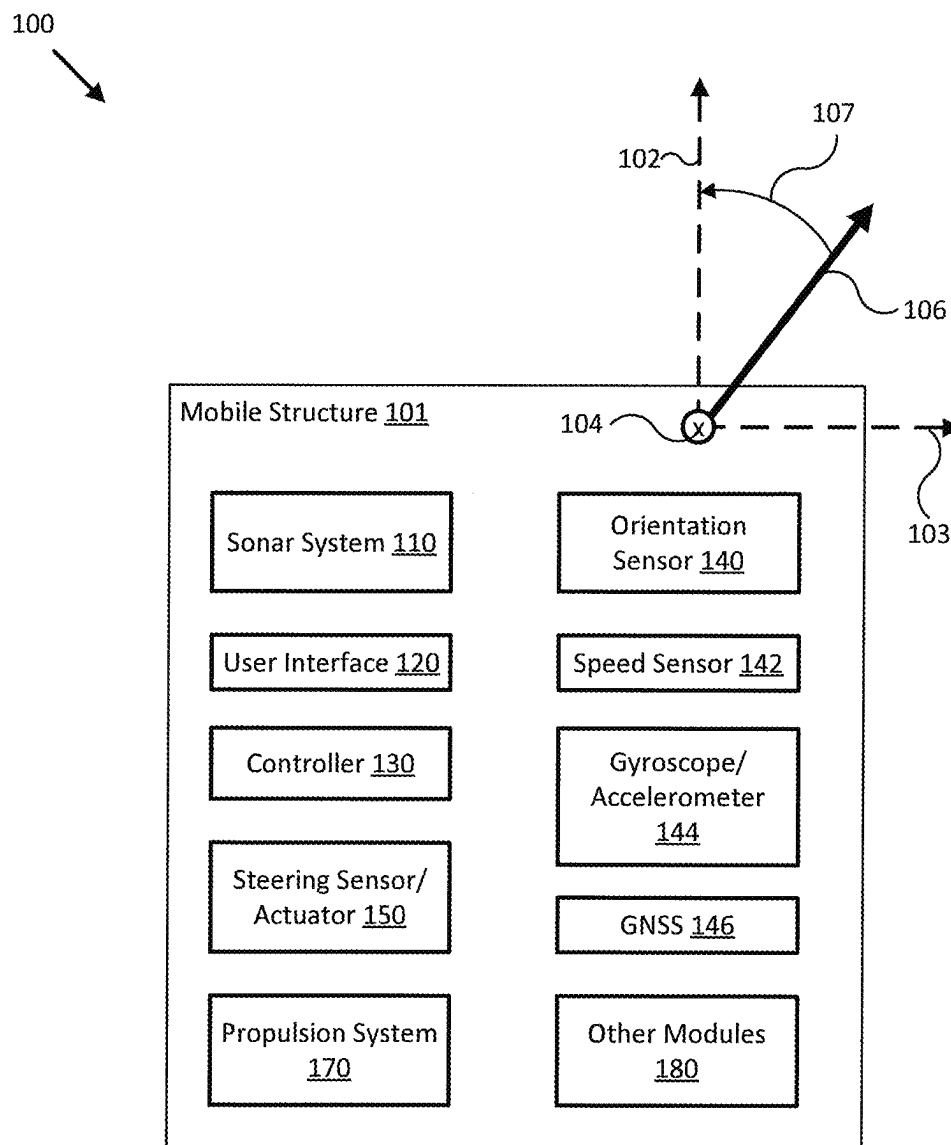 100
107
102
106
Mobile Structure 101
104
x
103
Sonar System 110
Orientation
Sensor 140
User Interface 120
Speed Sensor 142
Controller 130
Gyroscope/
Accelerometer
144
Steering Sensor/
Actuator 150
GNSS 146
Propulsion System
170
Other Modules
180